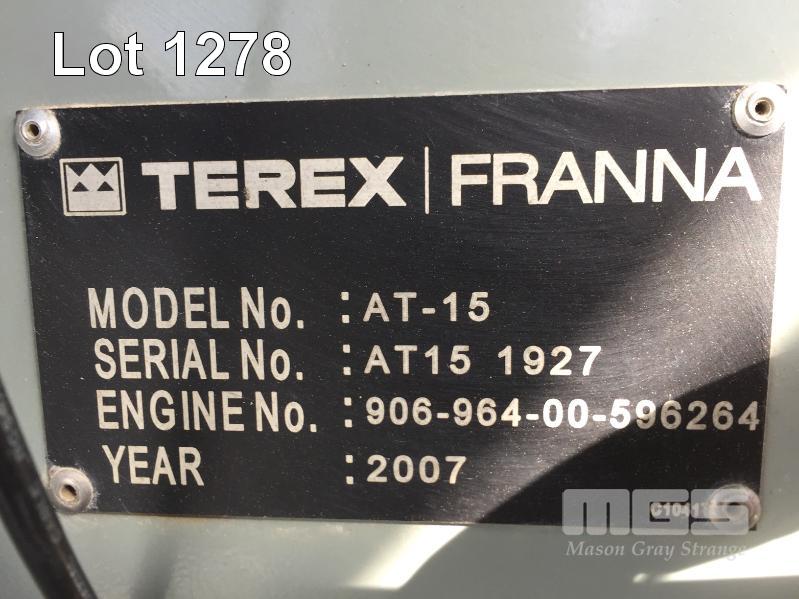 Lot 1278
TEREX | FRANNA
MODEL No. : AT-15
SERIAL No. : AT15 1927
ENGINE No. : 906-964-00-596264
YEAR : 2007
MGS
Mason Gray Strange